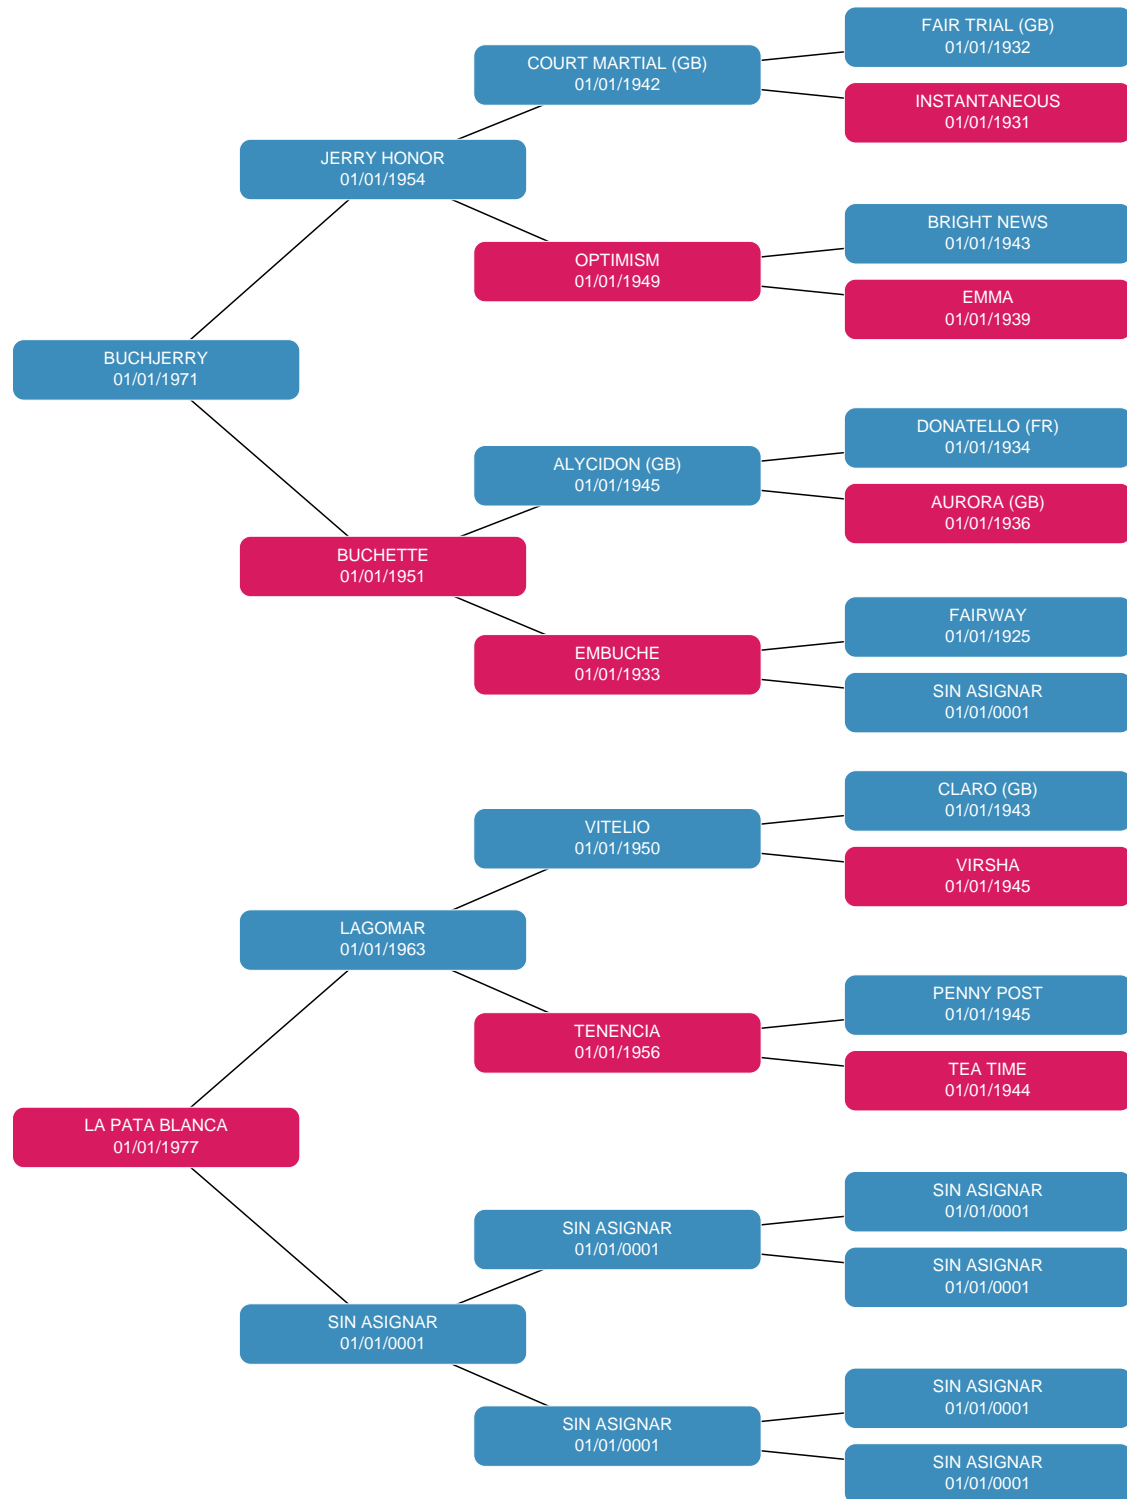 FAIR TRIAL (GB)
01/01/1932
COURT MARTIAL (GB)
01/01/1942
INSTANTANEOUS
01/01/1931
JERRY HONOR
01/01/1954
BRIGHT NEWS
01/01/1943
OPTIMISM
01/01/1949
EMMA
01/01/1939
BUCHJERRY
01/01/1971
DONATELLO (FR)
01/01/1934
ALYCIDON (GB)
01/01/1945
AURORA (GB)
01/01/1936
BUCHETTE
01/01/1951
FAIRWAY
01/01/1925
EMBUCHE
01/01/1933
SIN ASIGNAR
01/01/0001
CLARO (GB)
01/01/1943
VITELIO
01/01/1950
VIRSHA
01/01/1945
LAGOMAR
01/01/1963
PENNY POST
01/01/1945
TENENCIA
01/01/1956
TEA TIME
01/01/1944
LA PATA BLANCA
01/01/1977
SIN ASIGNAR
01/01/0001
SIN ASIGNAR
01/01/0001
SIN ASIGNAR
01/01/0001
SIN ASIGNAR
01/01/0001
SIN ASIGNAR
01/01/0001
SIN ASIGNAR
01/01/0001
SIN ASIGNAR
01/01/0001